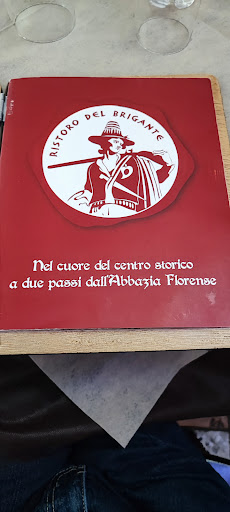 RISTORO DEL BRIGANTE
Nel cuore del centro storico
a due passi dall'Abbazia Florense